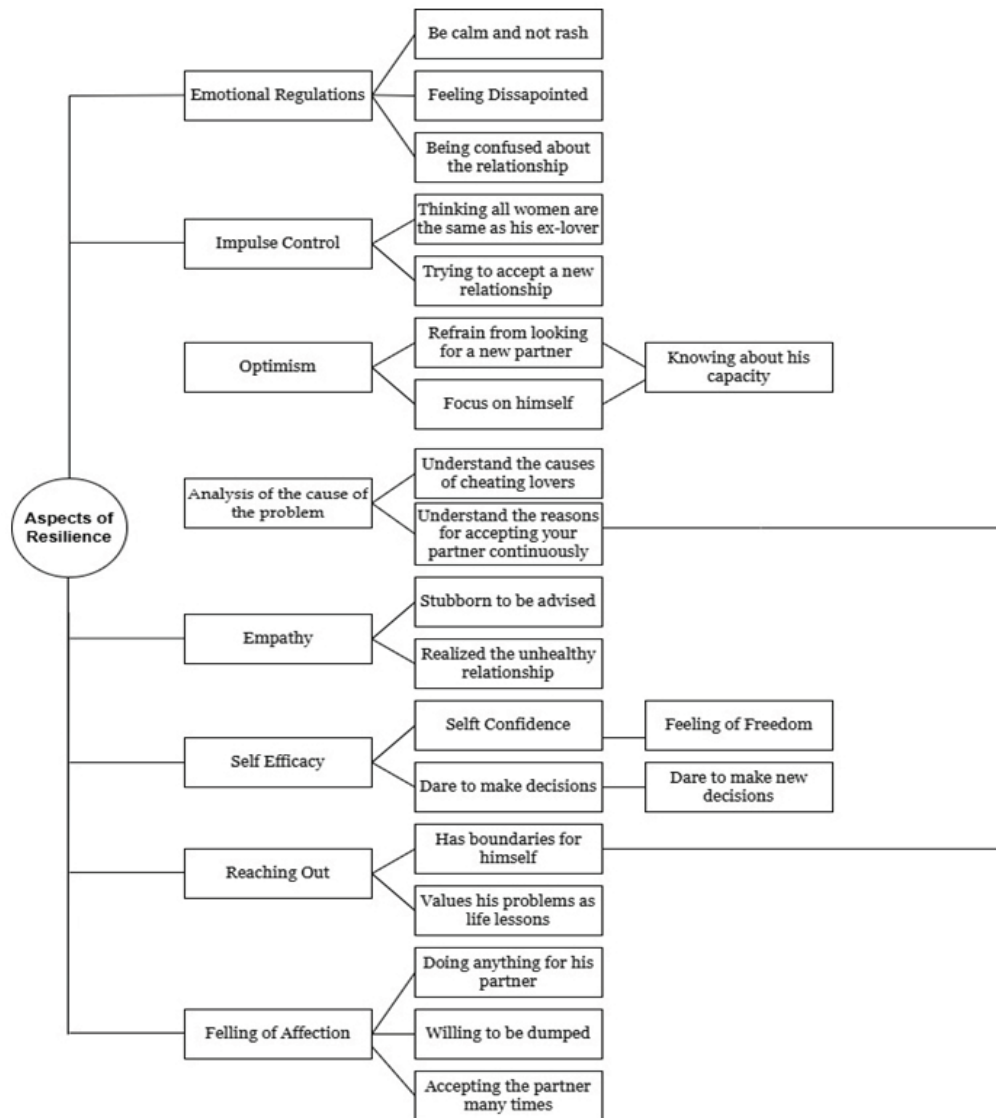 Be calm and not rash
Emotional Regulations
Feeling Dissapointed
Being confused about
the relationship
Thinking all women are
the same as his ex-lover
Impulse Control
Trying to accept a new
relationship
Refrain from looking
for a new partner
Optimism
Knowing about his
capacity
Focus on himself
Understand the causes
of cheating lovers
Analysis of the cause of
the problem
Understand the reasons
for accepting your
partner continuously
Aspects of
Resilience
Stubborn to be advised
Empathy
Realized the unhealthy
relationship
Selft Confidence
Feeling of Freedom
Self Efficacy
Dare to make decisions
Dare to make new
decisions
Has boundaries for
himself
Reaching Out
Values his problems as
life lessons
Doing anything for his
partner
Felling of Affection
Willing to be dumped
Accepting the partner
many times